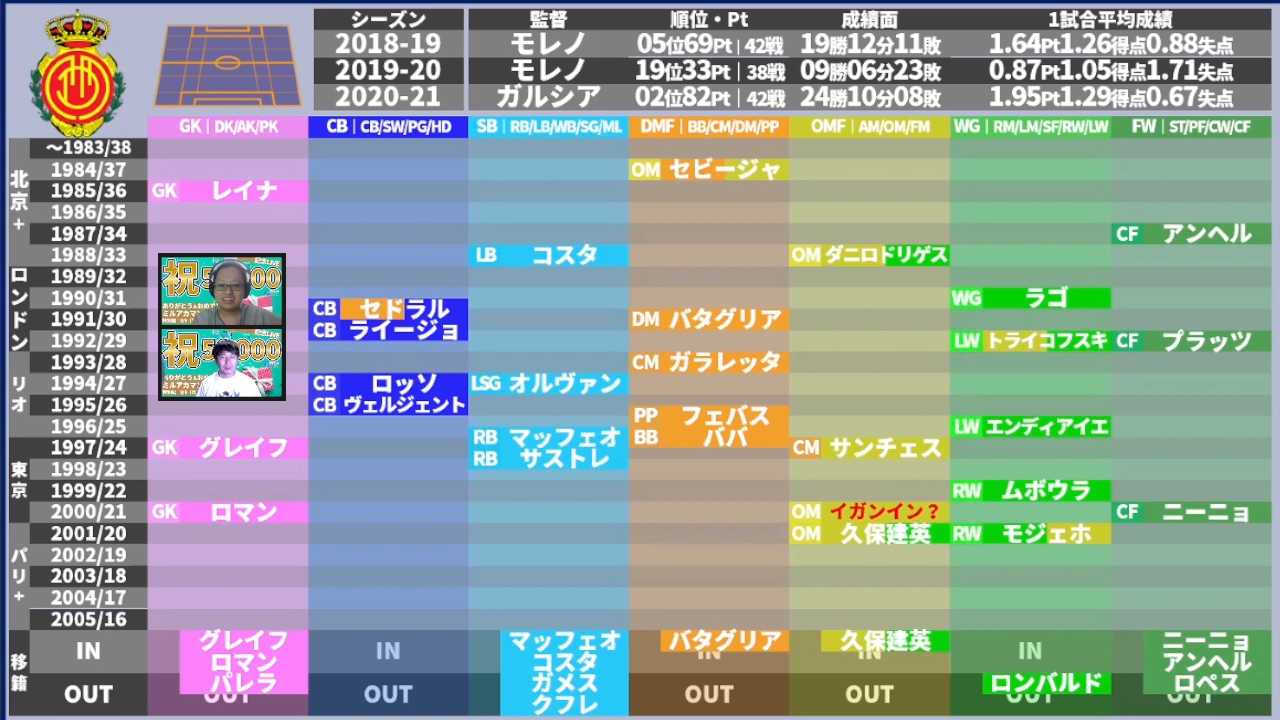 シーズン 監督 順位・Pt 成績面 1試合平均成績
2018-19 モレノ 05位69Pt | 42戦 19勝12分11敗 1.64Pt1.26得点0.88失点
2019-20 モレノ 19位33Pt | 38戦 09勝06分23敗 0.87Pt1.05得点1.71失点
2020-21 ガルシア 02位82Pt | 42戦 24勝10分08敗 1.95Pt1.29得点0.67失点
GK | DK/AK/PK CB | CB/SW/PG/HD SB | RB/LB/WB/SG/ML DMF | BB/CM/DM/PP OMF | AM/OM/FM WG | RM/LM/SF/RW/LW FW | ST/PF/CW/CF
北京+
～1983/38
1984/37 OM セビージャ
1985/36 GK レイナ
1986/35
1987/34 CF アンヘル
1988/33 LB コスタ OM ダニロドリゲス
ロンドン
1989/32
1990/31 WG ラゴ
CB セドラル
1991/30 DM バタグリア
CB ライージョ
1992/29 LW トライコフスキ CF プラッツ
リオ
1993/28 CM ガラレッタ
1994/27 CB ロッソ LSG オルヴァン
1995/26 CB ヴェルジェント
PP フェバス
1996/25 LW エンディアイエ
BB ババ
RB マッフェオ
東京
1997/24 GK グレイフ CM サンチェス
RB サストレ
1998/23
1999/22 RW ムボウラ
2000/21 GK ロマン OM イガンイン？ CF ニーニョ
パリ+
2001/20 OM 久保建英 RW モジェホ
2002/19
2003/18
2004/17
2005/16
移籍
IN グレイフ IN マッフェオ バタグリア IN 久保建英 IN IN ニーニョ
ロマン コスタ アンヘル
OUT パレラ OUT OUT ガメス OUT OUT ロンバルド OUT ロペス OUT
クフレ